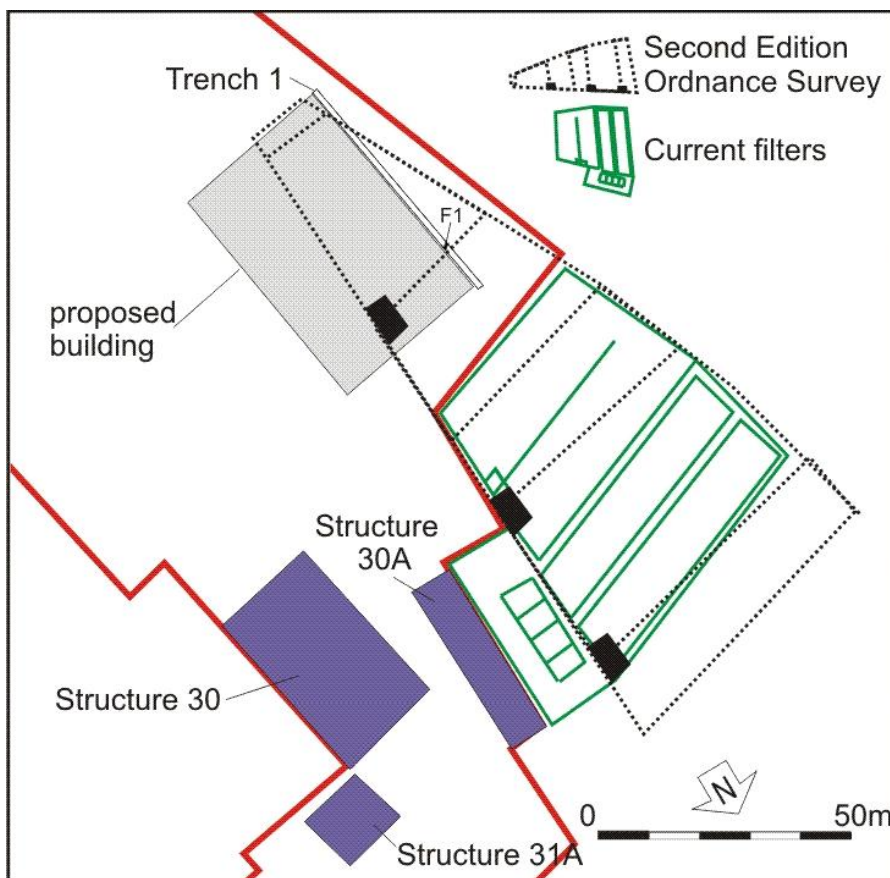 Second Edition
Ordnance Survey
Trench 1
Current filters
F1
proposed
building
Structure
30A
Structure 30
N
0 50m
Structure 31A